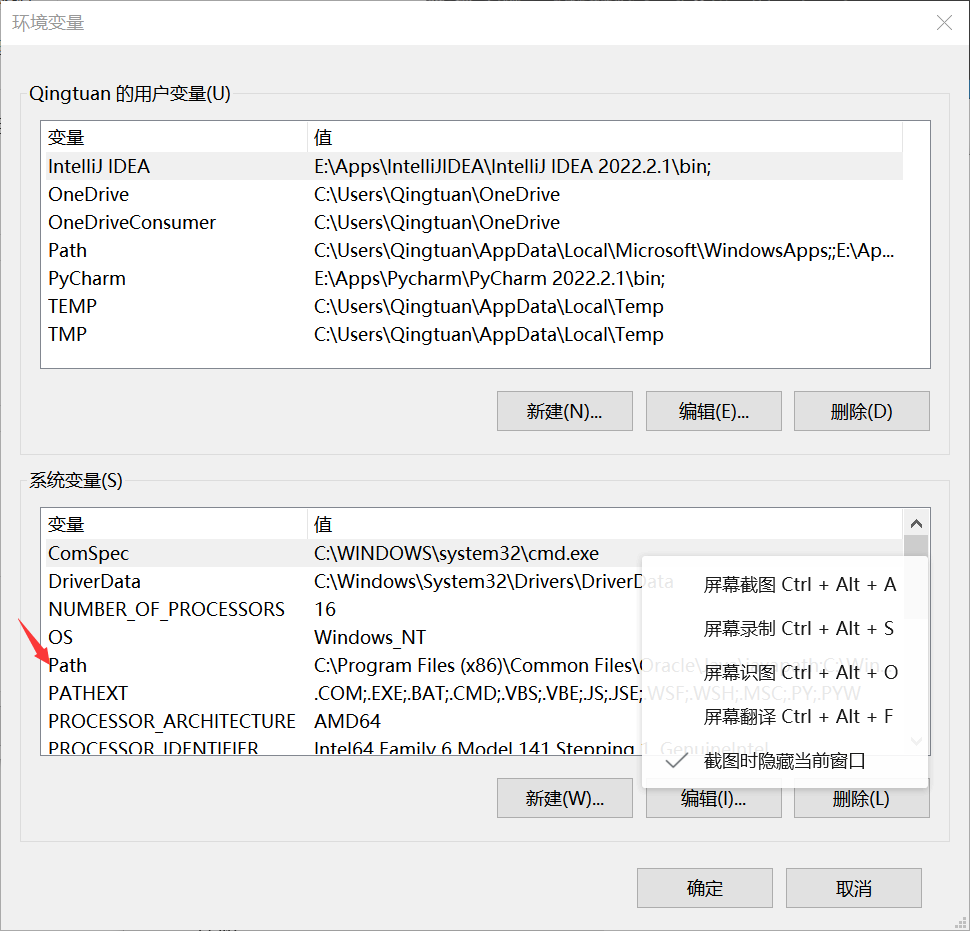 环境变量
Qingtuan 的用户变量(U)
变量 值
IntelliJ IDEA E:\Apps\IntelliJIDEA\IntelliJ IDEA 2022.2.1\bin;
OneDrive C:\Users\Qingtuan\OneDrive
OneDriveConsumer C:\Users\Qingtuan\OneDrive
Path C:\Users\Qingtuan\AppData\Local\Microsoft\WindowsApps;;E:\Ap...
PyCharm E:\Apps\Pycharm\PyCharm 2022.2.1\bin;
TEMP C:\Users\Qingtuan\AppData\Local\Temp
TMP C:\Users\Qingtuan\AppData\Local\Temp
新建(N)... 编辑(E)... 删除(D)
系统变量(S)
变量 值
ComSpec C:\WINDOWS\system32\cmd.exe
DriverData C:\Windows\System32\Drivers\DriverData
NUMBER_OF_PROCESSORS 16
OS Windows_NT
Path C:\Program Files (x86)\Common Files\Oracle\Java\javapath;C:\Win...
PATHEXT .COM;.EXE;.BAT;.CMD;.VBS;.VBE;.JS;.JSE;.WSF;.WSH;.MSC;.PY;.PYW
PROCESSOR_ARCHITECTURE AMD64
PROCESSOR_IDENTIFIER Intel64 Family 6 Model 141 Stepping 1, GenuineIntel
屏幕截图 Ctrl + Alt + A
屏幕录制 Ctrl + Alt + S
屏幕识图 Ctrl + Alt + O
屏幕翻译 Ctrl + Alt + F
截图时隐藏当前窗口
新建(W)... 编辑(I)... 删除(L)
确定 取消